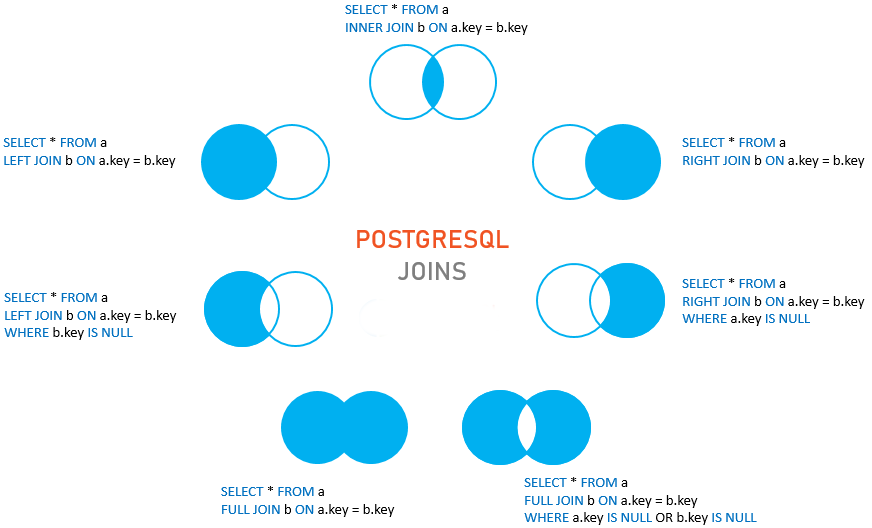 SELECT * FROM a
INNER JOIN b ON a.key = b.key
SELECT * FROM a
LEFT JOIN b ON a.key = b.key
SELECT * FROM a
RIGHT JOIN b ON a.key = b.key
POSTGRESQL
JOINS
SELECT * FROM a
LEFT JOIN b ON a.key = b.key
WHERE b.key IS NULL
SELECT * FROM a
RIGHT JOIN b ON a.key = b.key
WHERE a.key IS NULL
SELECT * FROM a
FULL JOIN b ON a.key = b.key
SELECT * FROM a
FULL JOIN b ON a.key = b.key
WHERE a.key IS NULL OR b.key IS NULL